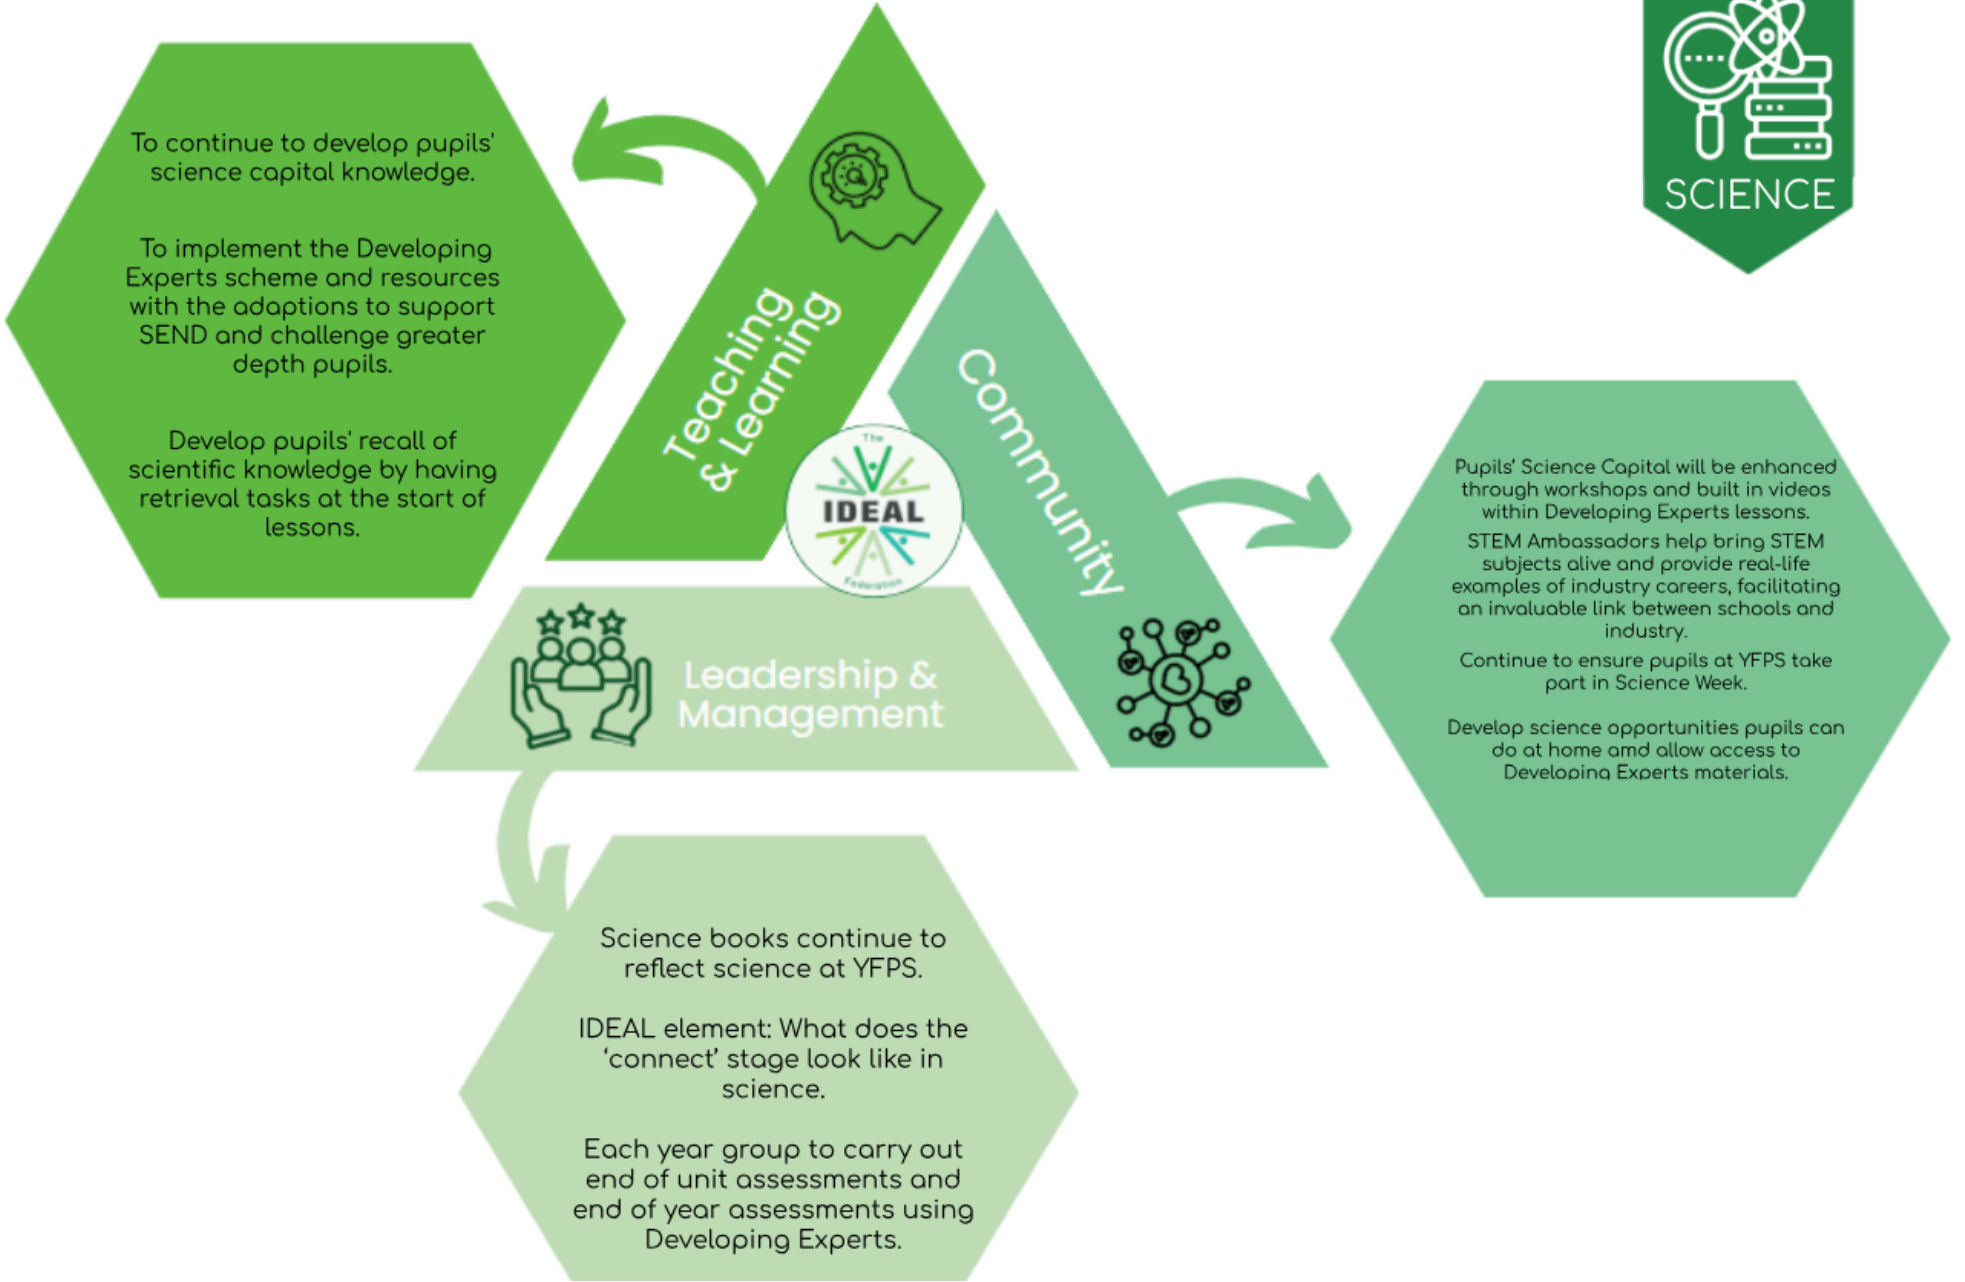 To continue to develop pupils'
science capital knowledge.
To implement the Developing
Experts scheme and resources
with the adaptions to support
SEND and challenge greater
depth pupils.
Develop pupils' recall of
scientific knowledge by having
retrieval tasks at the start of
lessons.
Teaching
& Learning
Community
The
IDEAL
Federation
Leadership &
Management
SCIENCE
Pupils' Science Capital will be enhanced
through workshops and built in videos
within Developing Experts lessons.
STEM Ambassadors help bring STEM
subjects alive and provide real-life
examples of industry careers, facilitating
an invaluable link between schools and
industry.
Continue to ensure pupils at YFPS take
part in Science Week.
Develop science opportunities pupils can
do at home amd allow access to
Developing Experts materials.
Science books continue to
reflect science at YFPS.
IDEAL element: What does the
‘connect’ stage look like in
science.
Each year group to carry out
end of unit assessments and
end of year assessments using
Developing Experts.